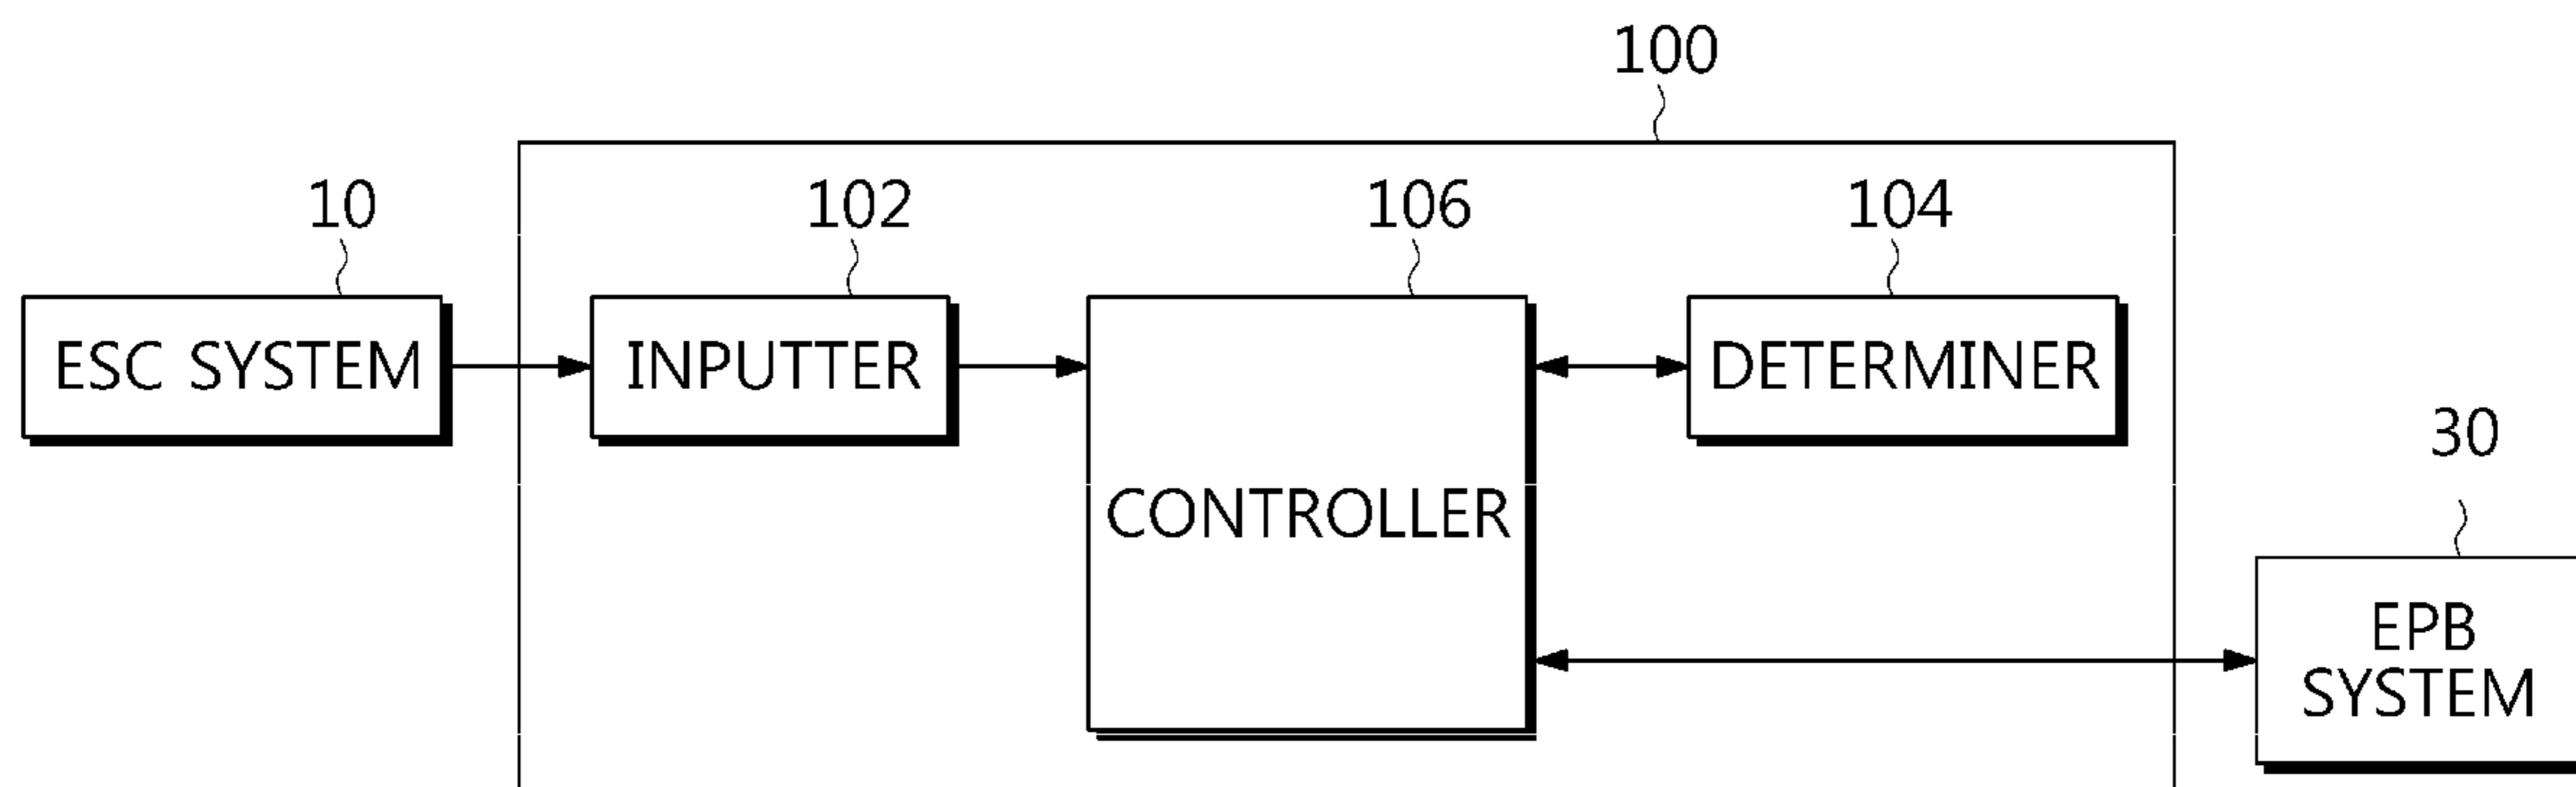 100
10
102
106
104
ESC SYSTEM
INPUTTER
DETERMINER
30
CONTROLLER
EPB
SYSTEM